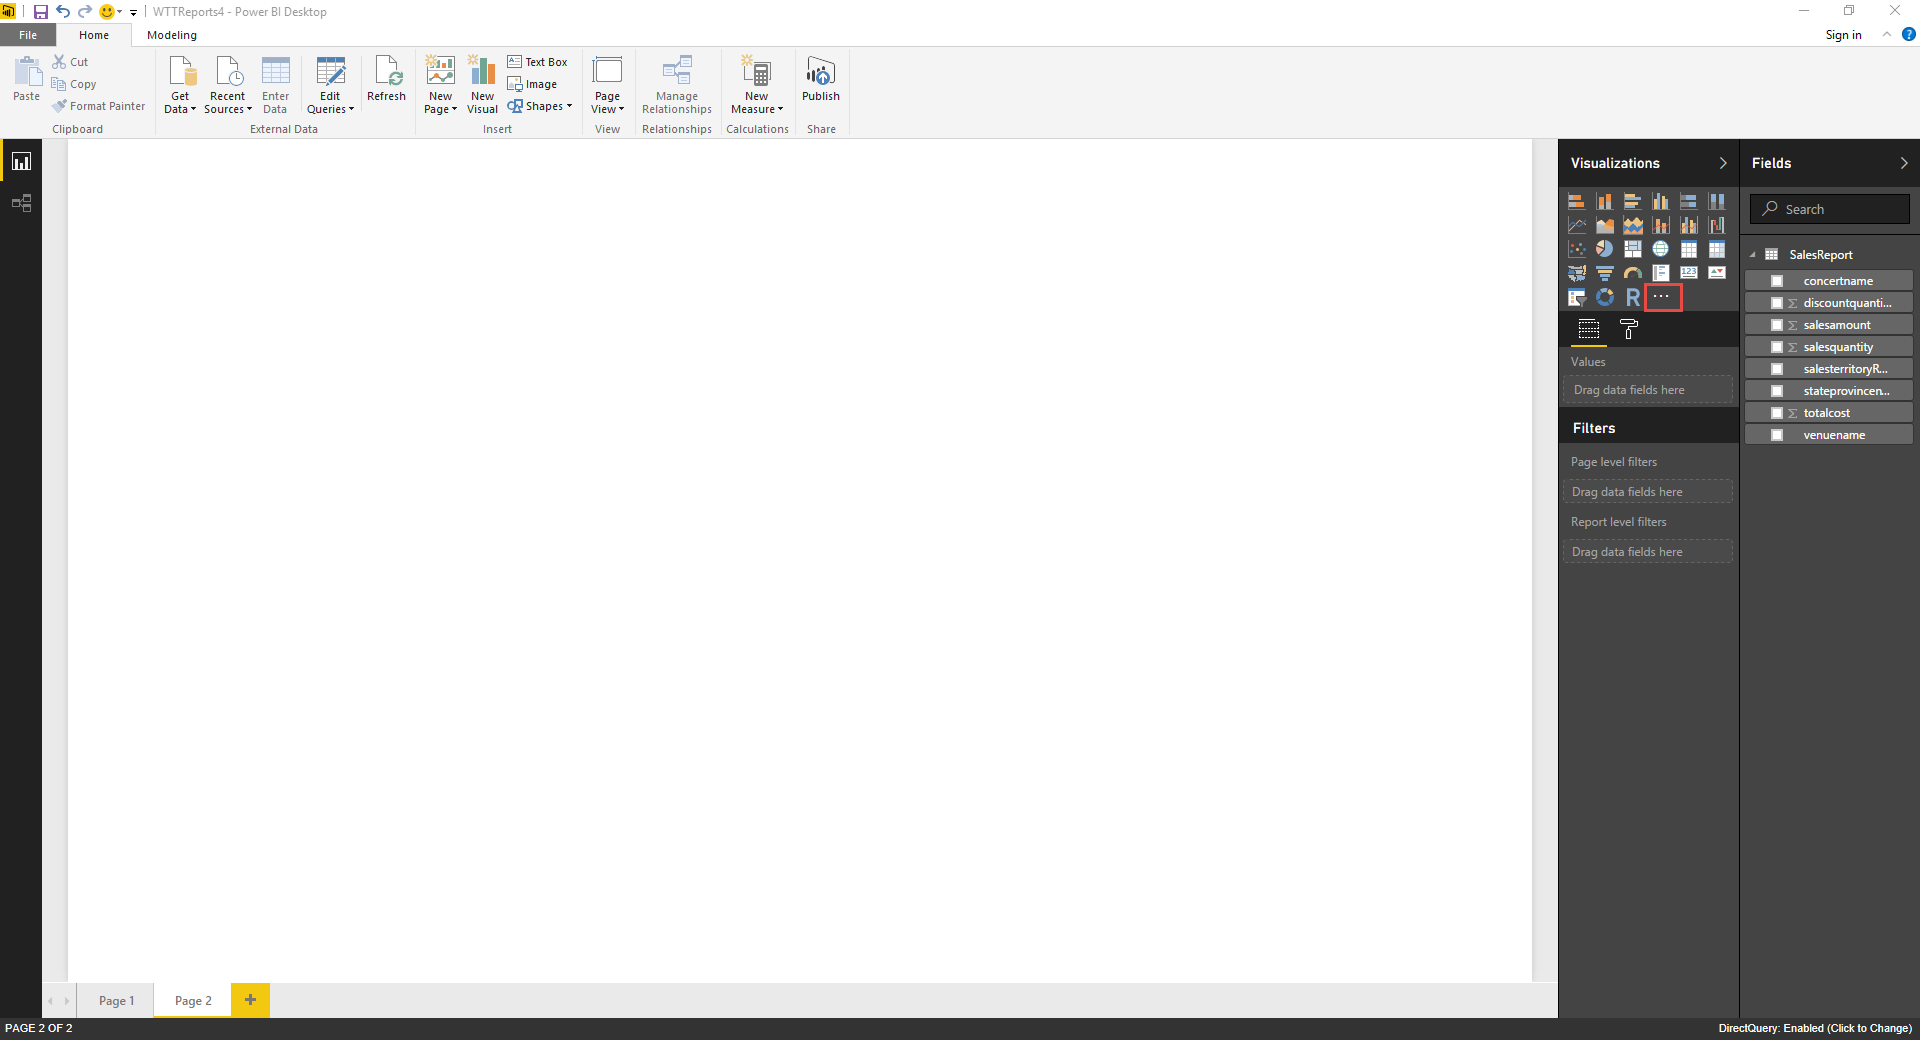 WTTReports4 - Power BI Desktop
File
Home
Modeling
Sign in
?
Paste
Cut
Copy
Format Painter
Clipboard
Get Data
Recent Sources
Enter Data
Edit Queries
Refresh
External Data
New Page
New Visual
Text Box
Image
Shapes
Insert
Page View
View
Manage Relationships
Relationships
New Measure
Calculations
Publish
Share
Visualizations
123
R
...
Values
Drag data fields here
Filters
Page level filters
Drag data fields here
Report level filters
Drag data fields here
Fields
Search
SalesReport
concertname
Σ discountquanti...
Σ salesamount
Σ salesquantity
salesterritoryR...
stateprovincen...
Σ totalcost
venuename
Page 1
Page 2
+
PAGE 2 OF 2
DirectQuery: Enabled (Click to Change)